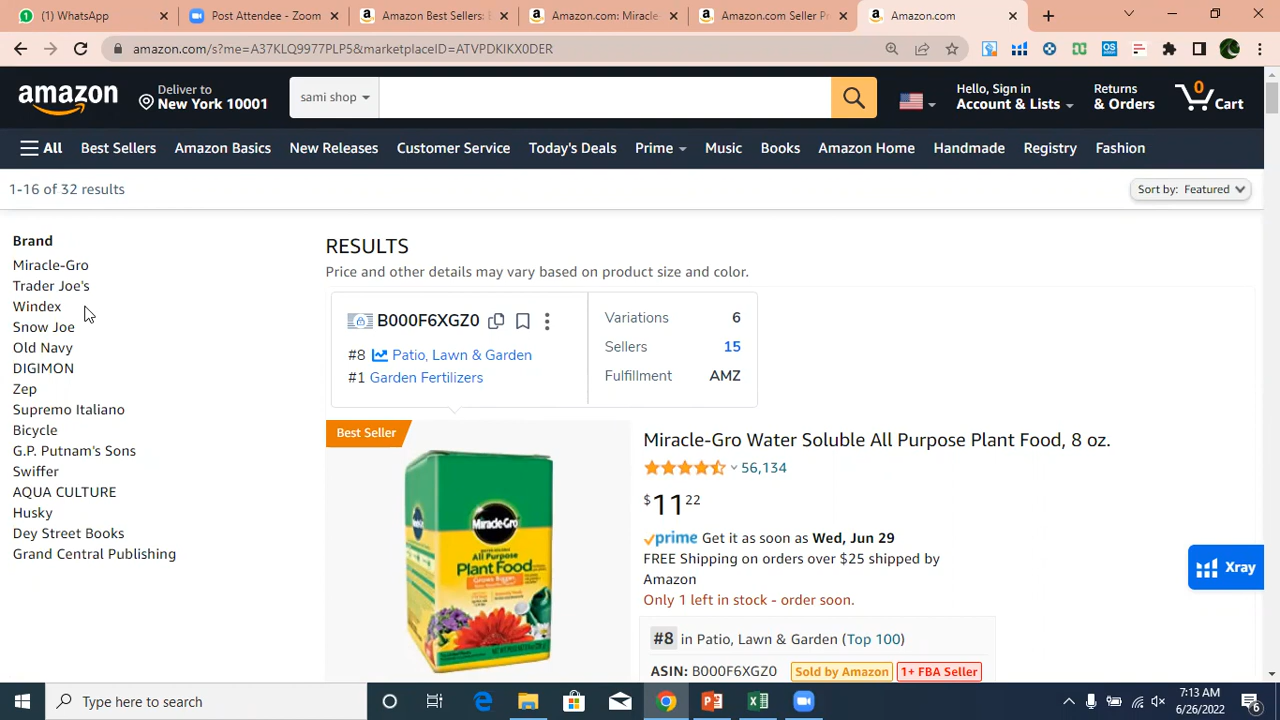 (1) WhatsApp
Post Attendee - Zoom
Amazon Best Sellers:
Amazon.com: Miracle
Amazon.com Seller Pr
Amazon.com
amazon.com/s?me=A37KLQ9977PLP5&marketplaceID=ATVPDKIKX0DER
amazon
Deliver to
New York 10001
sami shop
Hello, Sign in
Account & Lists
Returns
& Orders
0
Cart
All
Best Sellers
Amazon Basics
New Releases
Customer Service
Today's Deals
Prime
Music
Books
Amazon Home
Handmade
Registry
Fashion
1-16 of 32 results
Sort by: Featured
Brand
Miracle-Gro
Trader Joe's
Windex
Snow Joe
Old Navy
DIGIMON
Zep
Supremo Italiano
Bicycle
G.P. Putnam's Sons
Swiffer
AQUA CULTURE
Husky
Dey Street Books
Grand Central Publishing
RESULTS
Price and other details may vary based on product size and color.
B000F6XGZ0
#8 Patio, Lawn & Garden
#1 Garden Fertilizers
Variations 6
Sellers 15
Fulfillment AMZ
Best Seller
Miracle-Gro
All Purpose
Plant Food
Miracle-Gro Water Soluble All Purpose Plant Food, 8 oz.
56,134
$11 22
prime Get it as soon as Wed, Jun 29
FREE Shipping on orders over $25 shipped by
Amazon
Only 1 left in stock - order soon.
#8 in Patio, Lawn & Garden (Top 100)
ASIN: B000F6XGZ0 Sold by Amazon 1+ FBA Seller
Xray
Type here to search
7:13 AM
6/26/2022
6